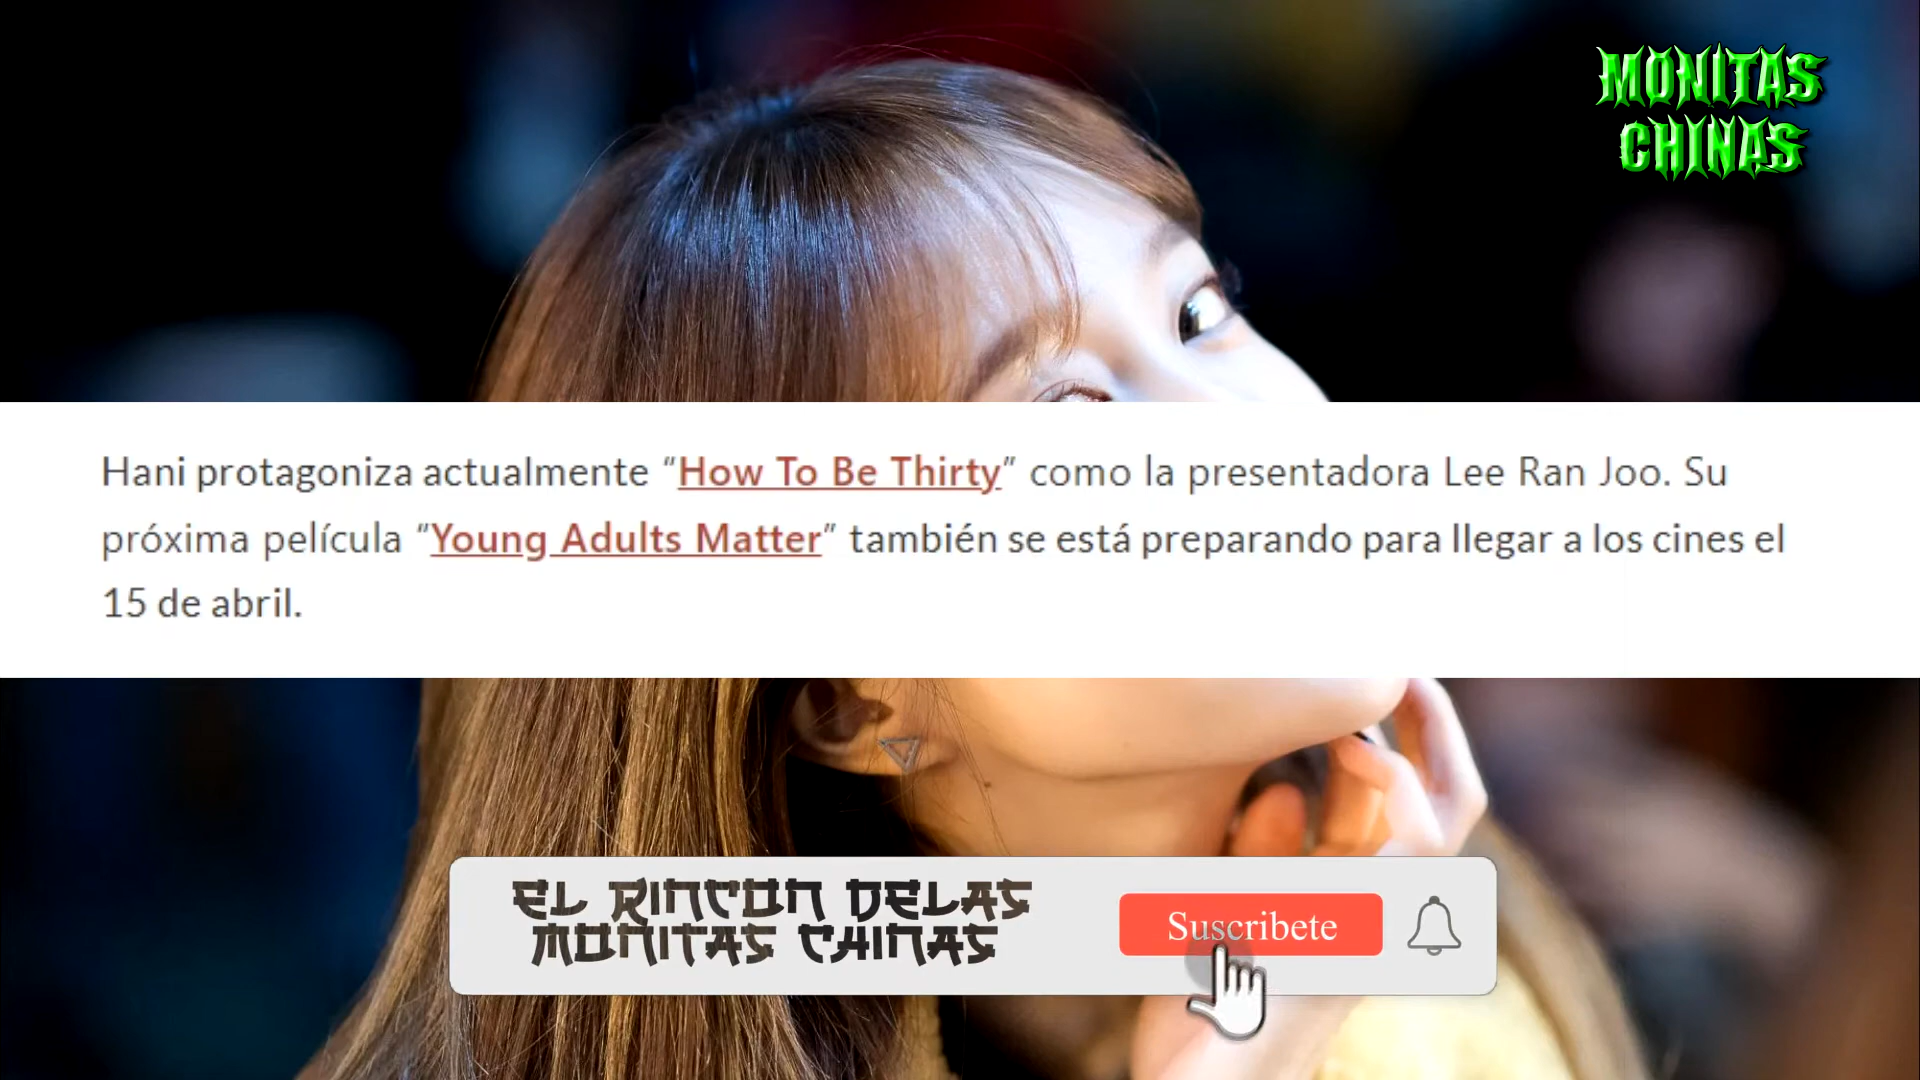 MONITAS
CHINAS
Hani protagoniza actualmente “How To Be Thirty” como la presentadora Lee Ran Joo. Su
próxima película “Young Adults Matter” también se está preparando para llegar a los cines el
15 de abril.
EL RINCON DELAS
MONITAS CHINAS
Suscribete